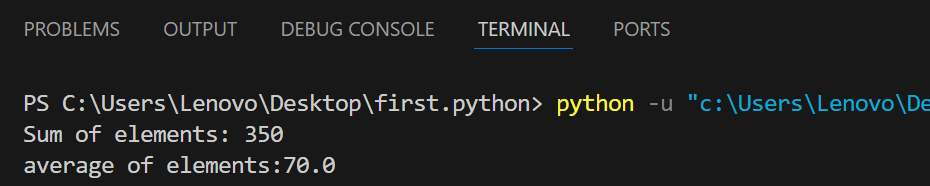 PROBLEMS OUTPUT DEBUG CONSOLE TERMINAL PORTS
PS C:\Users\Lenovo\Desktop\first.python> python -u "c:\Users\Lenovo\De
Sum of elements: 350
average of elements:70.0